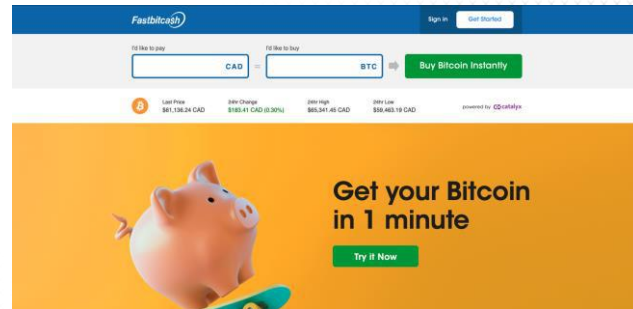 Fastbitcash
Sign in
Get Started
I'd like to pay
I'd like to buy
CAD
=
BTC
Buy Bitcoin Instantly
Last Price
24hr Change
24hr High
24hr Low
$61,136.24 CAD
$183.41 CAD (0.30%)
$65,341.45 CAD
$59,463.19 CAD
powered by catalyx
Get your Bitcoin
in 1 minute
Try it Now